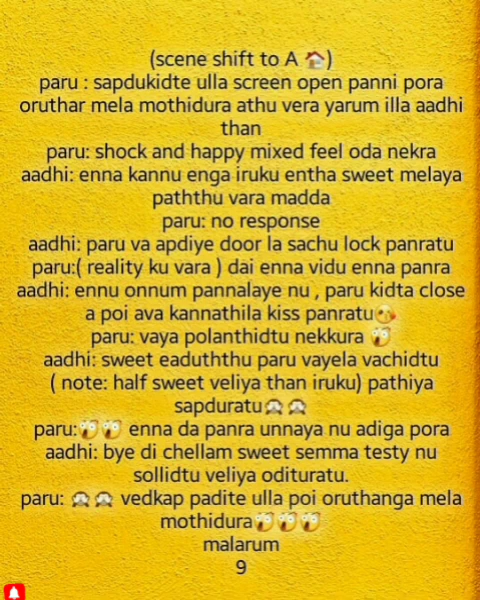 (scene shift to A 🏠)
paru : sapdukidte ulla screen open panni pora
oruthar mela mothidura athu vera yarum illa aadhi
than
paru: shock and happy mixed feel oda nekra
aadhi: enna kannu enga iruku entha sweet melaya
paththu vara madda
paru: no response
aadhi: paru va apdiye door la sachu lock panratu
paru:( reality ku vara ) dai enna vidu enna panra
aadhi: ennu onnum pannalaye nu , paru kidta close
a poi ava kannathila kiss panratu😘
paru: vaya polanthidtu nekkura 😲
aadhi: sweet eaduththu paru vayela vachidtu
( note: half sweet veliya than iruku) pathiya
sapduratu🙈🙈
paru:😲😲 enna da panra unnaya nu adiga pora
aadhi: bye di chellam sweet semma testy nu
sollidtu veliya odituratu.
paru: 🙈🙈 vedkap padite ulla poi oruthanga mela
mothidura😲😲😲
malarum
9